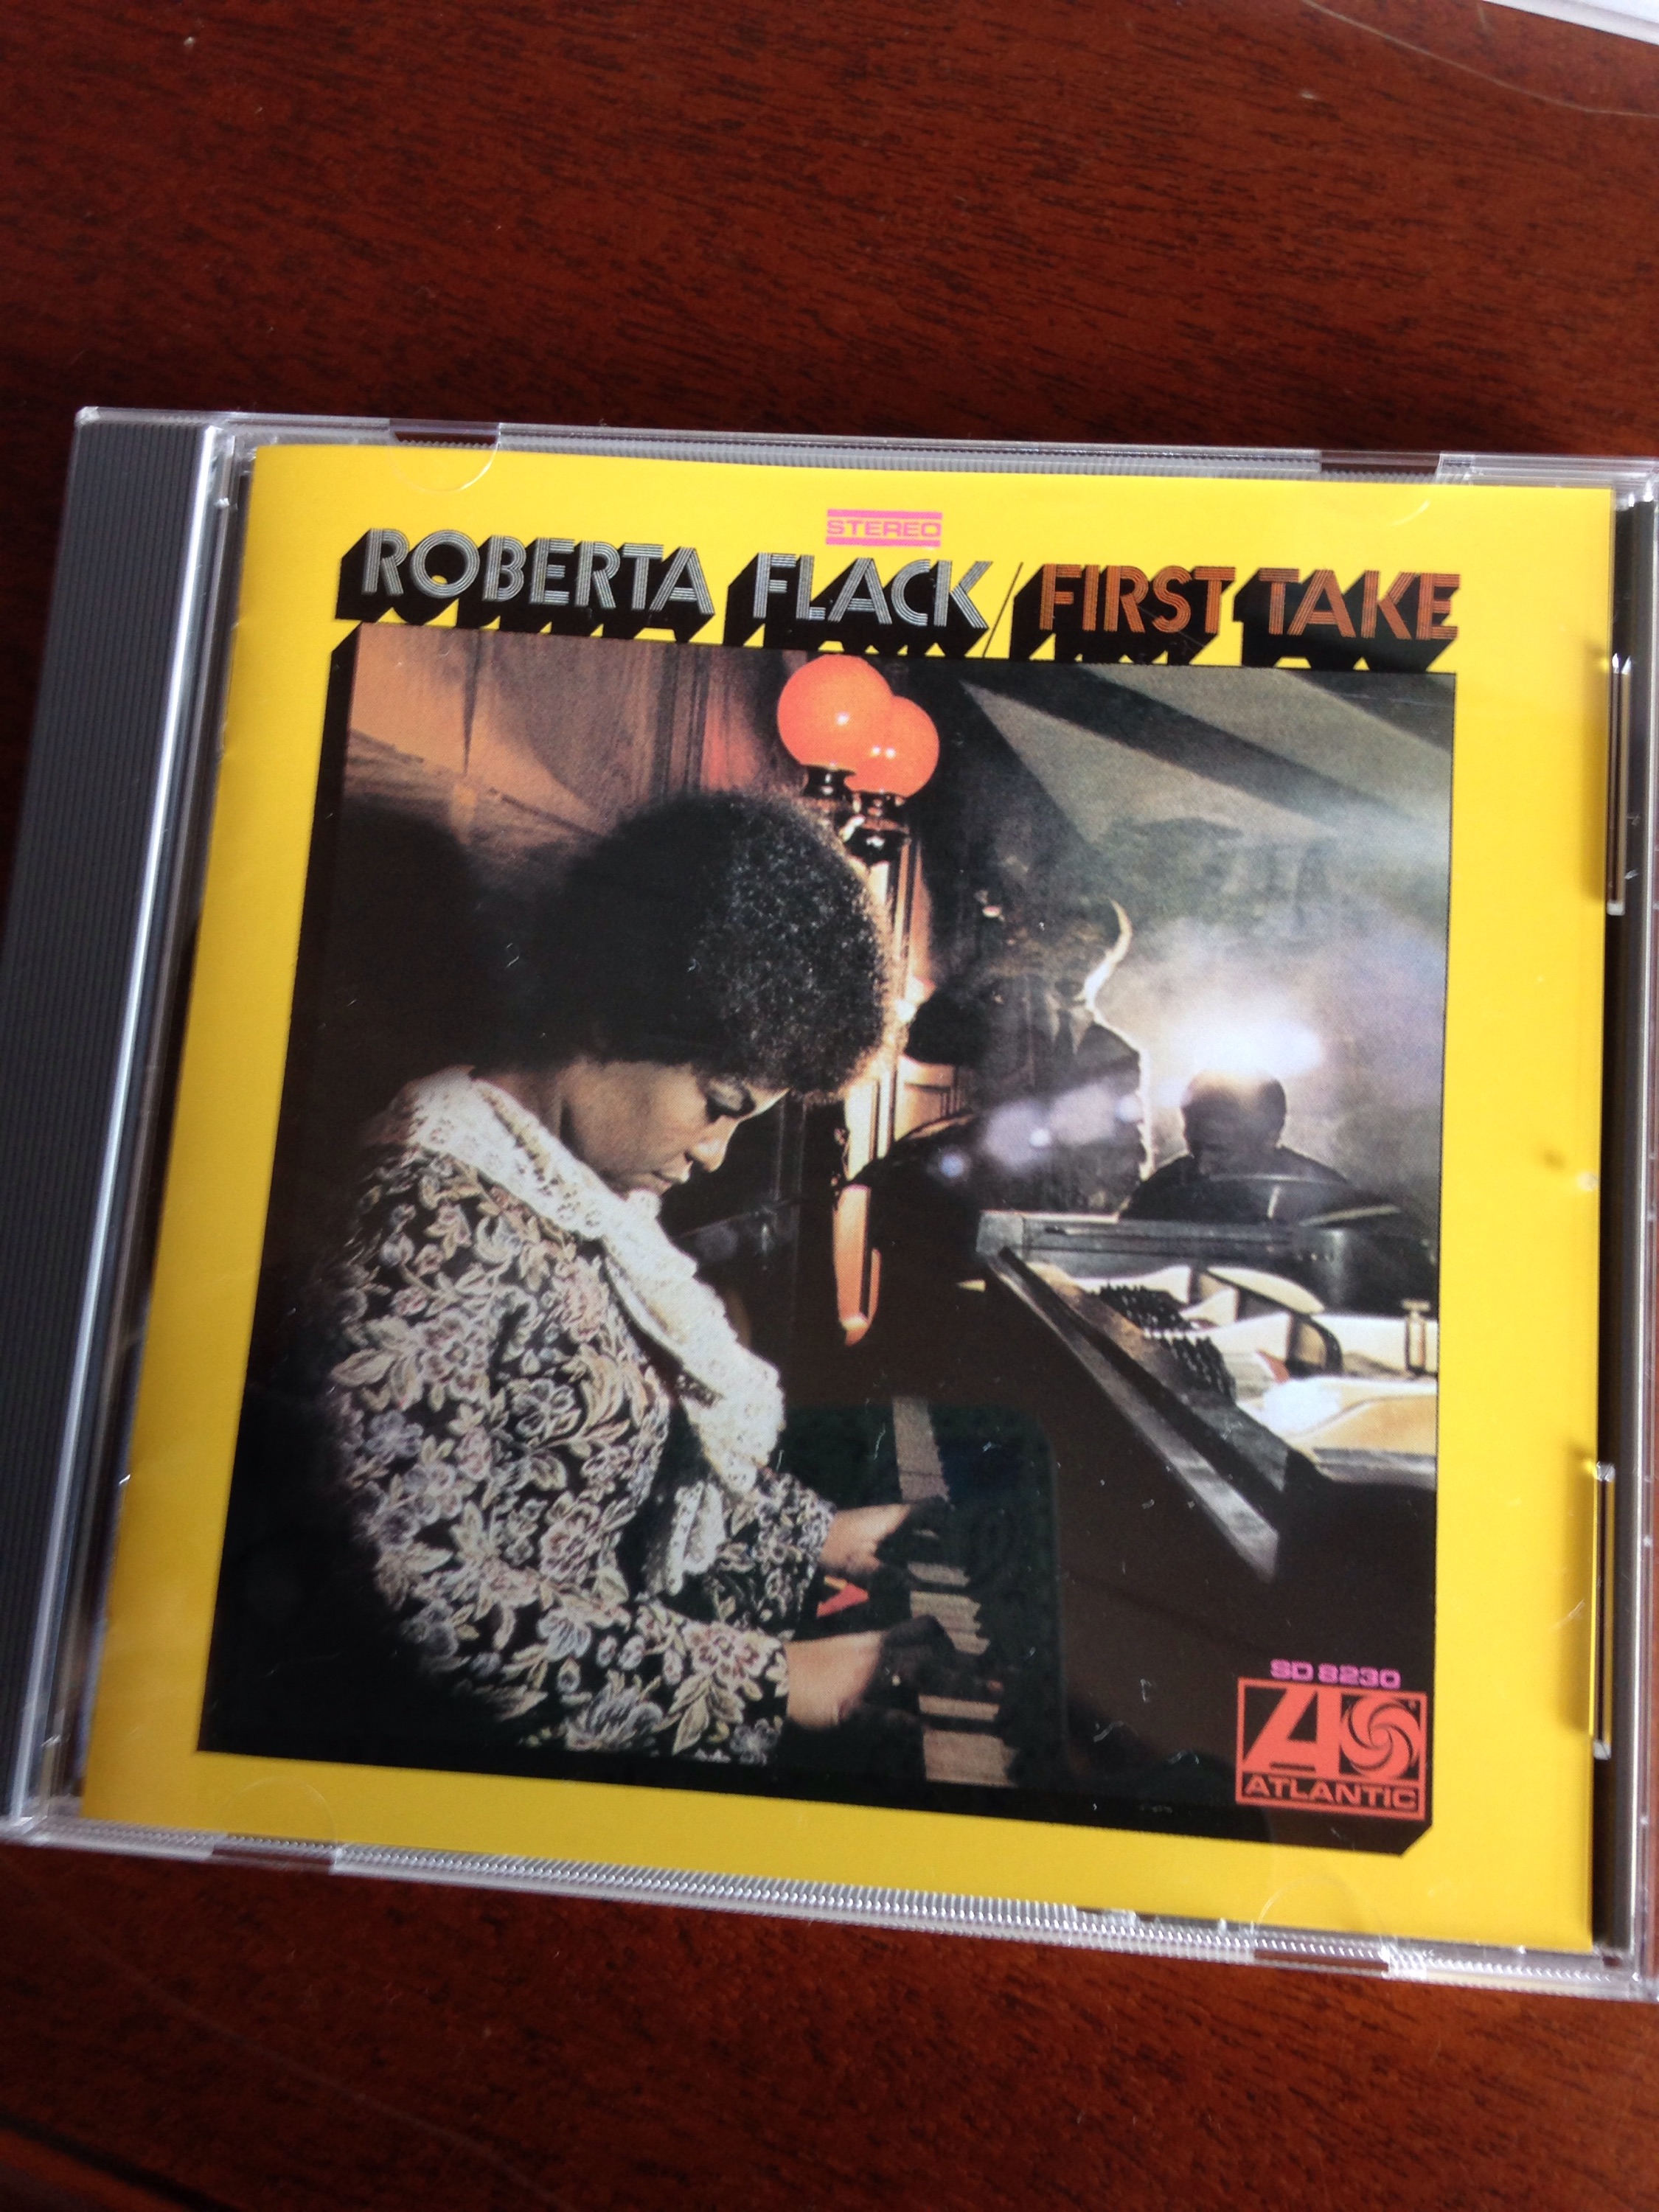 STEREO
ROBERTA FLACK/FIRST TAKE
SD 8230
ATLANTIC